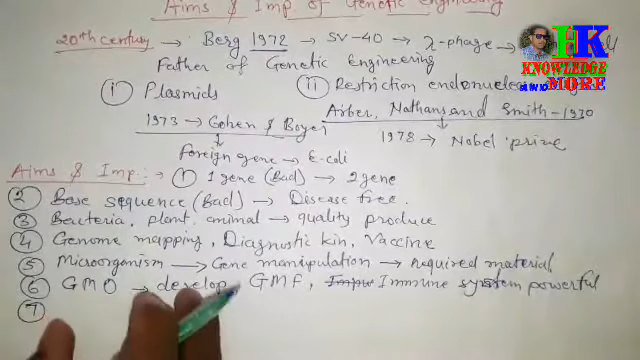 Aims & Imp of Genetic engineering
20th century → Berg 1972 → SV-40 → λ-phage →
Father of Genetic Engineering
HK
KNOWLEDGE
MORE
(i) Plasmids
(ii) Restriction
1973 → Cohen & Boyer
Arber, Nathans and Smith - 1970
1978 → Nobel prize
Foreign gene → E-coli
Aims & Imp :-
(1) 1 gene (Bad) → 2 gene
(2) Base sequence (Bad) → Disease free.
(3) Bacteria, plant, animal → quality produce
(4) Genome mapping, Diagnostic kin, Vaccine
(5) Microorganism → Gene manipulation → required material
(6) GMO → develop GMF, Immune system powerful
(7)